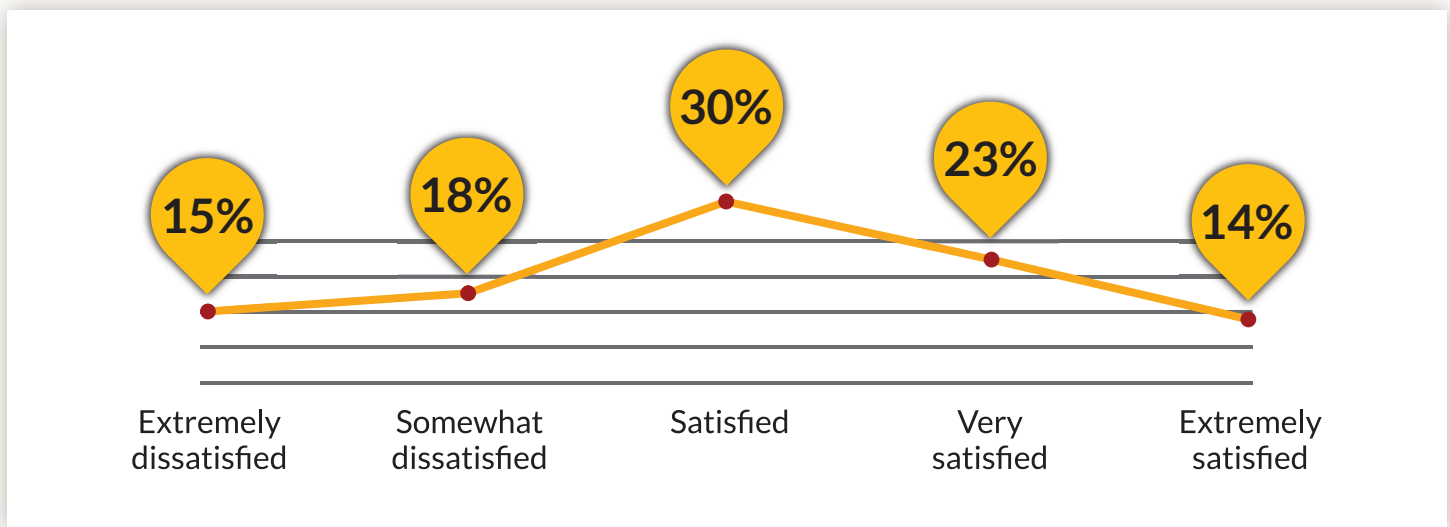 15%
18%
30%
23%
14%
Extremely
dissatisfied
Somewhat
dissatisfied
Satisfied
Very
satisfied
Extremely
satisfied